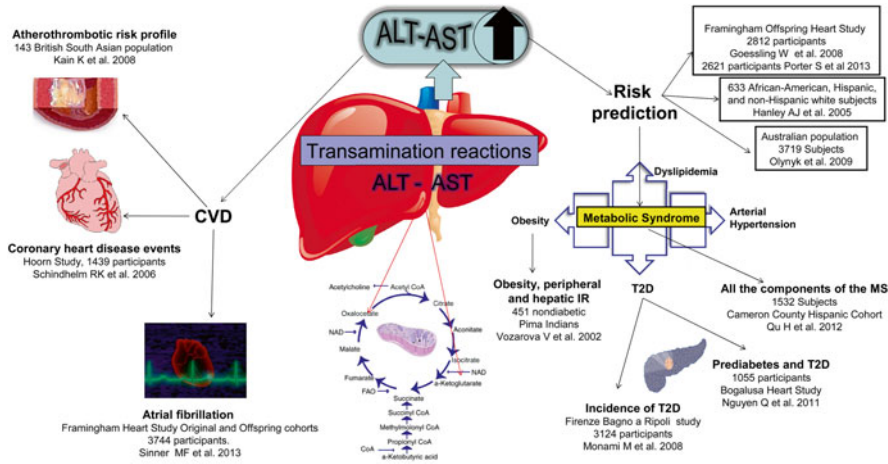 ALT-AST
Atherothrombotic risk profile
143 British South Asian population
Kain K et al. 2008
CVD
Coronary heart disease events
Hoorn Study, 1439 participants
Schindhelm RK et al. 2006
Atrial fibrillation
Framingham Heart Study Original and Offspring cohorts
3744 participants.
Sinner MF et al. 2013
Transamination reactions
ALT - AST
Acetylcholine
Acetyl CoA
Oxaloacetate
Citrate
NAD
Aconitate
Malate
Isocitrate
NAD
Fumarate
a-Ketoglutarate
FAO
Succinate
Succinyl CoA
Methylmalonyl CoA
Propionyl CoA
CoA
a-Ketobutyric acid
Risk
prediction
Framingham Offspring Heart Study
2812 participants
Goessling W et al. 2008
2621 participants Porter S et al 2013
633 African-American, Hispanic,
and non-Hispanic white subjects
Hanley AJ et al. 2005
Australian population
3719 Subjects
Olynyk et al. 2009
Dyslipidemia
Obesity
Metabolic Syndrome
Arterial
Hypertension
T2D
Obesity, peripheral
and hepatic IR
451 nondiabetic
Pima Indians
Vozarova V et al. 2002
All the components of the MS
1532 Subjects
Cameron County Hispanic Cohort
Qu H et al. 2012
Prediabetes and T2D
1055 participants
Bogalusa Heart Study
Nguyen Q et al. 2011
Incidence of T2D
Firenze Bagno a Ripoli study
3124 participants
Monami M et al. 2008